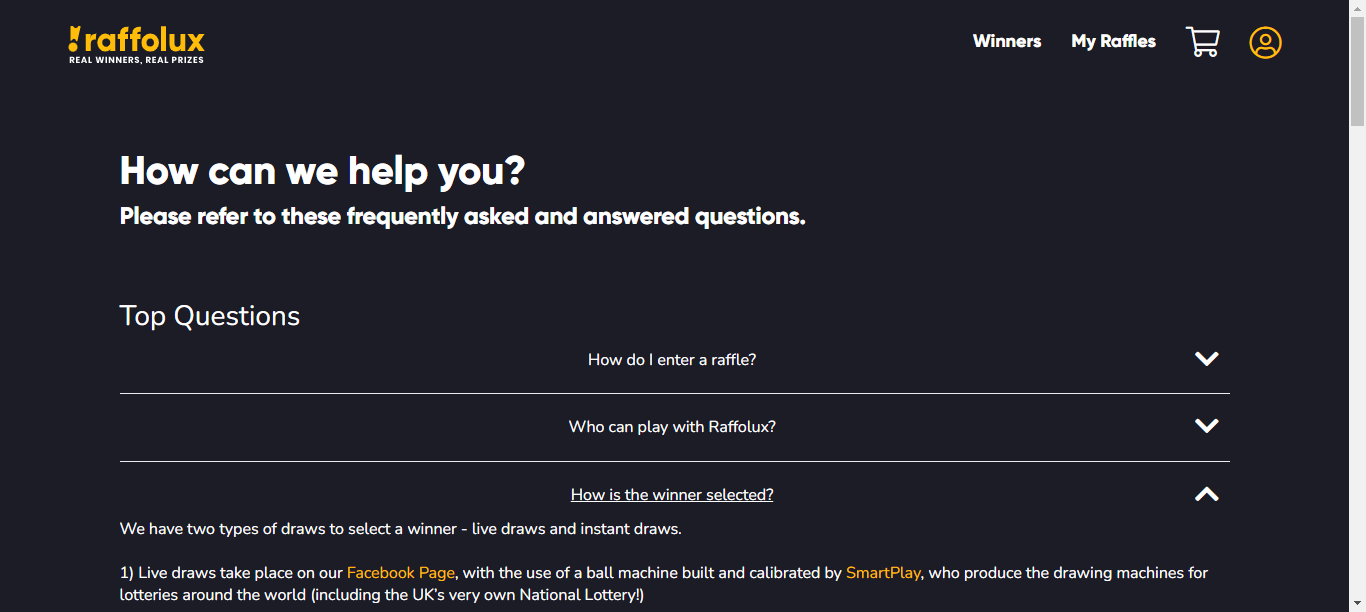 raffolux
REAL WINNERS, REAL PRIZES
Winners
My Raffles
How can we help you?
Please refer to these frequently asked and answered questions.
Top Questions
How do I enter a raffle?
Who can play with Raffolux?
How is the winner selected?
We have two types of draws to select a winner - live draws and instant draws.
1) Live draws take place on our Facebook Page, with the use of a ball machine built and calibrated by SmartPlay, who produce the drawing machines for
lotteries around the world (including the UK's very own National Lottery!)